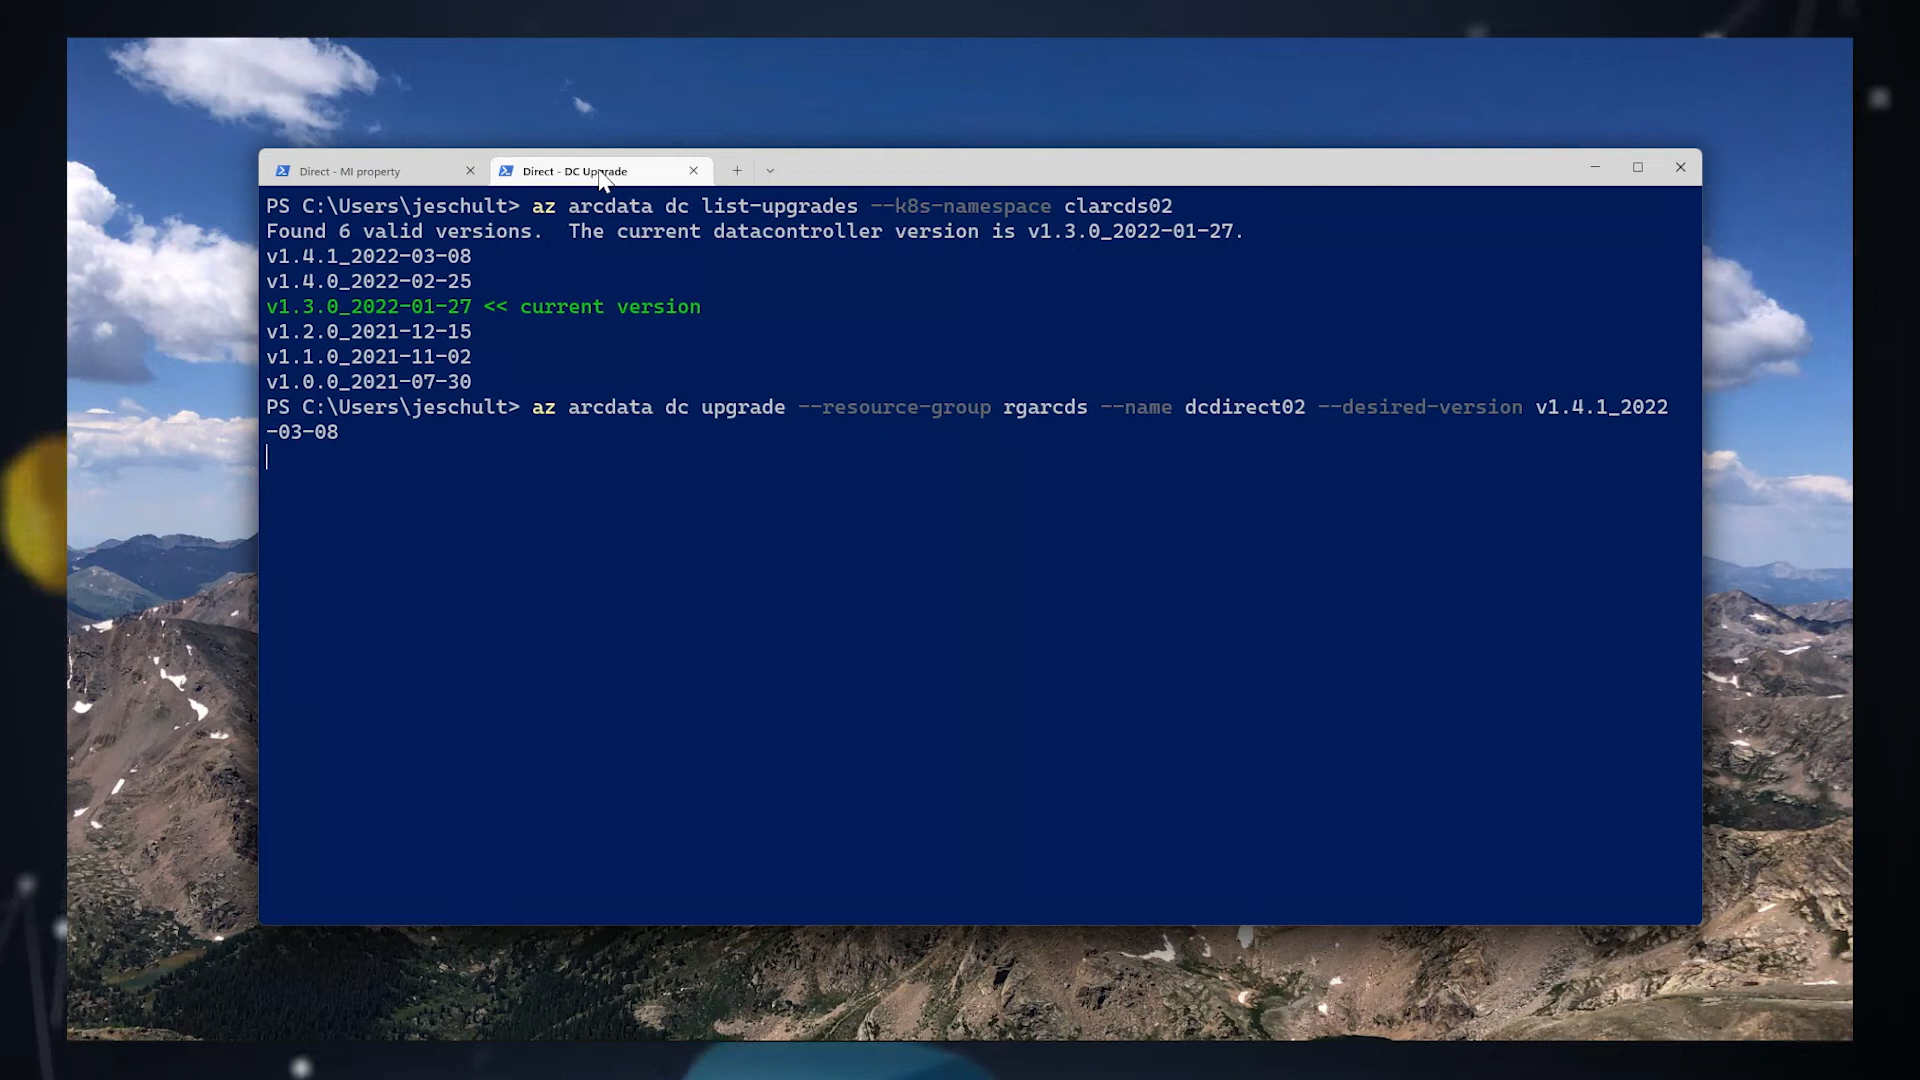 Direct - MI property
Direct - DC Upgrade
PS C:\Users\jeschult> az arcdata dc list-upgrades --k8s-namespace clarcds02
Found 6 valid versions.  The current datacontroller version is v1.3.0_2022-01-27.
v1.4.1_2022-03-08
v1.4.0_2022-02-25
v1.3.0_2022-01-27 << current version
v1.2.0_2021-12-15
v1.1.0_2021-11-02
v1.0.0_2021-07-30
PS C:\Users\jeschult> az arcdata dc upgrade --resource-group rgarcds --name dcdirect02 --desired-version v1.4.1_2022
-03-08